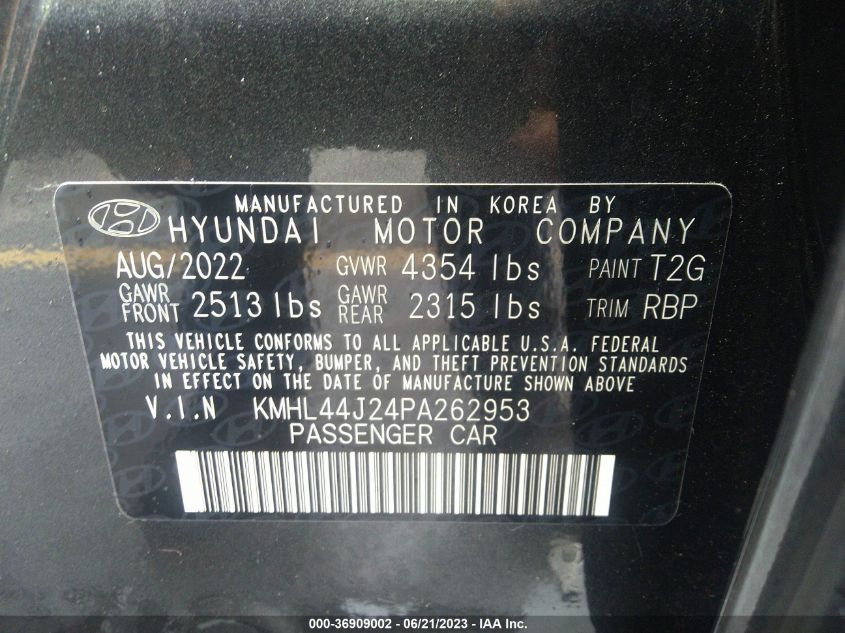 MANUFACTURED IN KOREA BY
HYUNDAI MOTOR COMPANY
AUG/2022 GVWR 4354 lbs PAINT T2G
GAWR FRONT 2513 lbs GAWR REAR 2315 lbs TRIM RBP
THIS VEHICLE CONFORMS TO ALL APPLICABLE U.S.A. FEDERAL
MOTOR VEHICLE SAFETY, BUMPER, AND THEFT PREVENTION STANDARDS
IN EFFECT ON THE DATE OF MANUFACTURE SHOWN ABOVE
V.I.N KMHL44J24PA262953
PASSENGER CAR
000-36909002 - 06/21/2023 - IAA Inc.